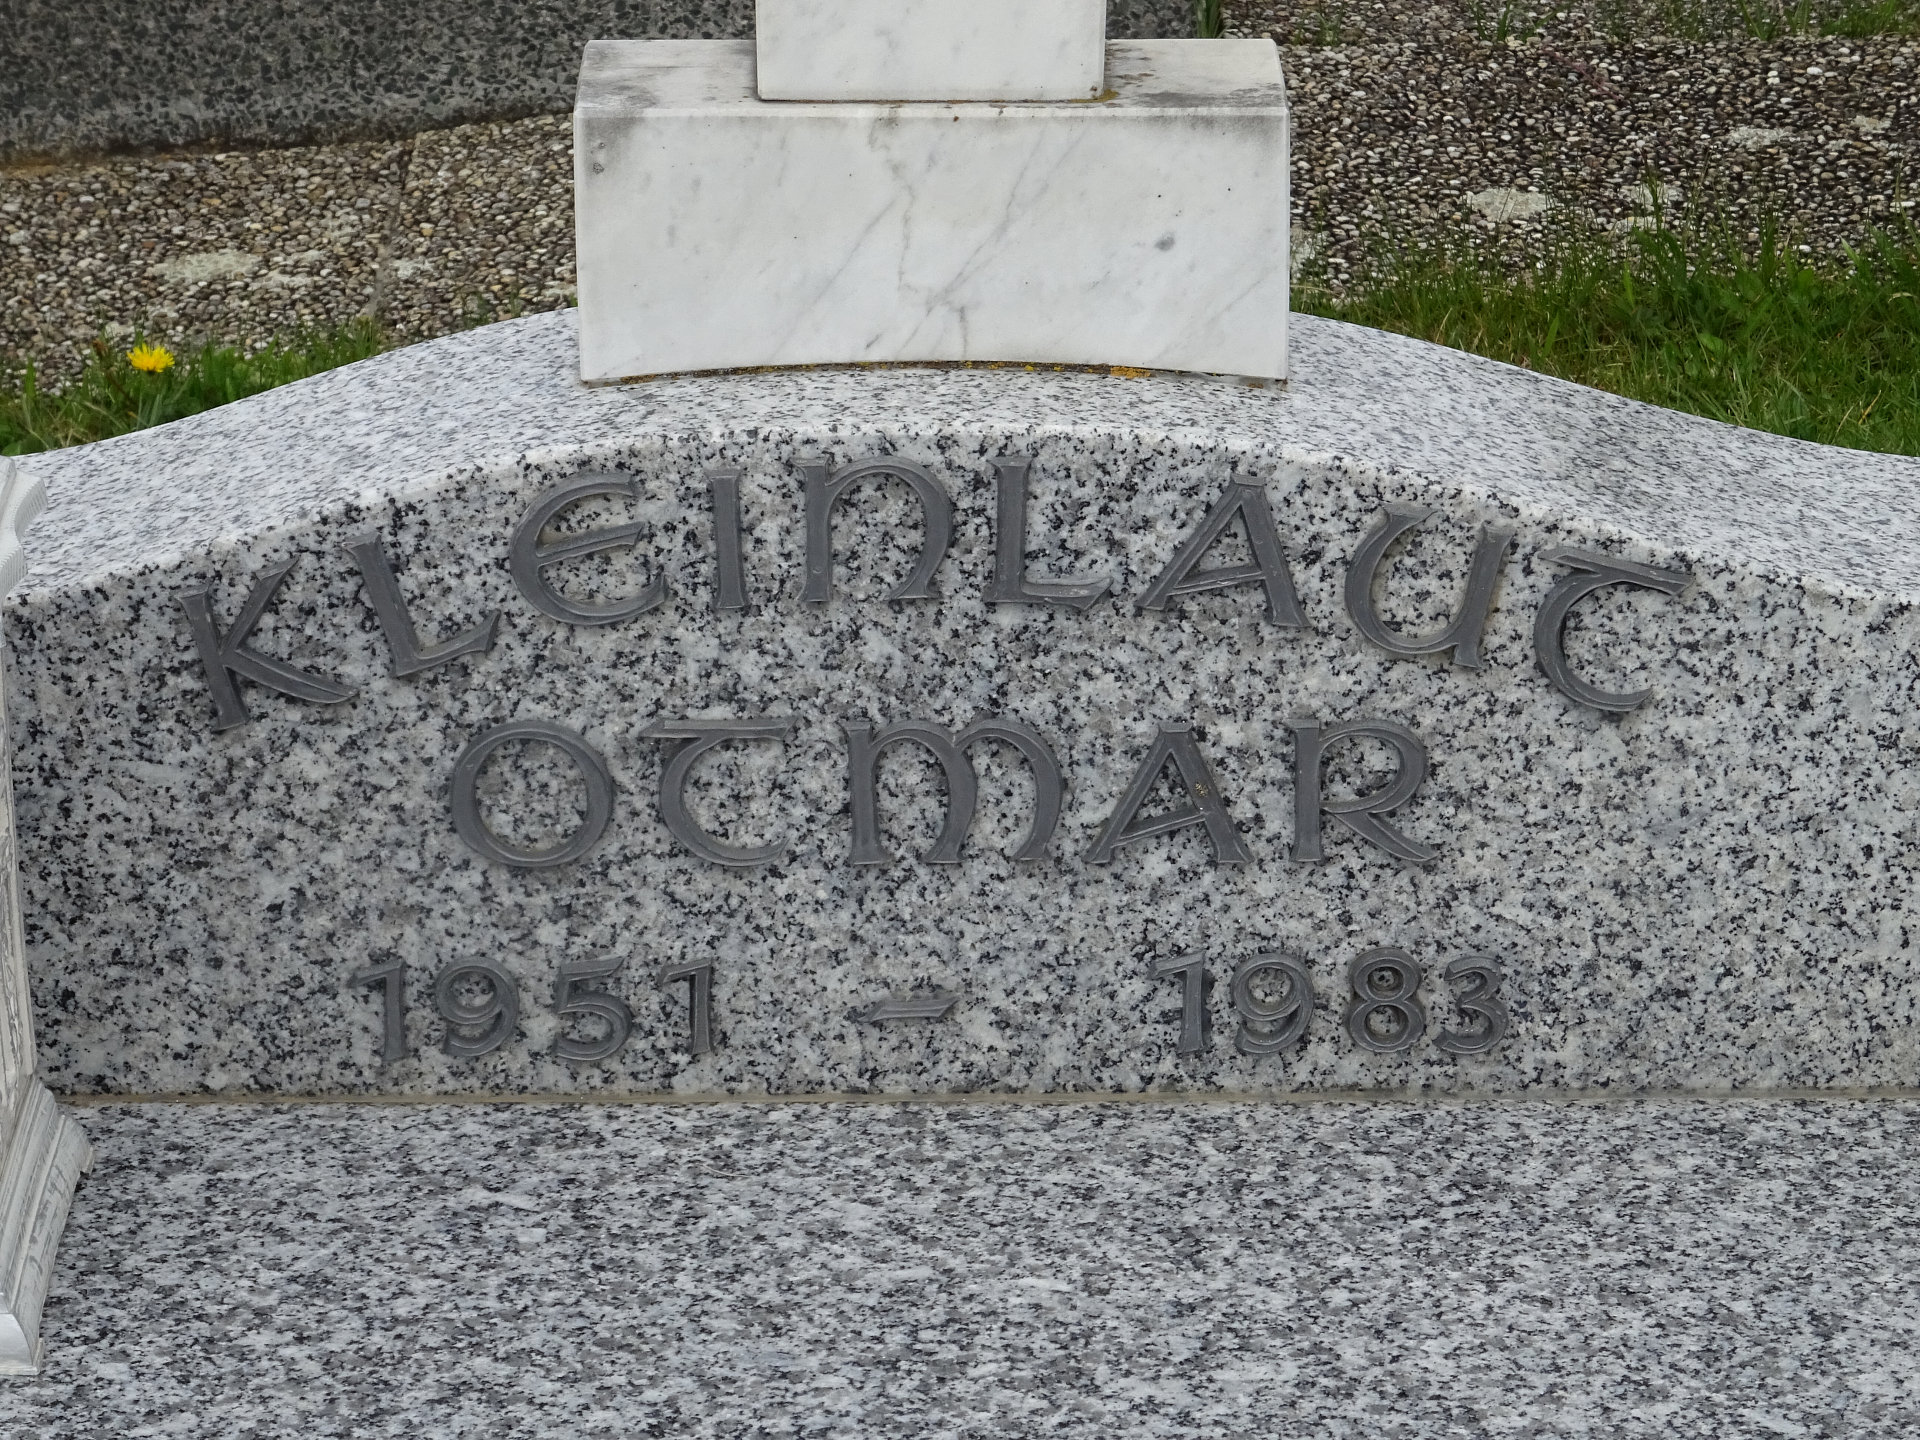 KLEINLAUT
OTMAR
1951 – 1983